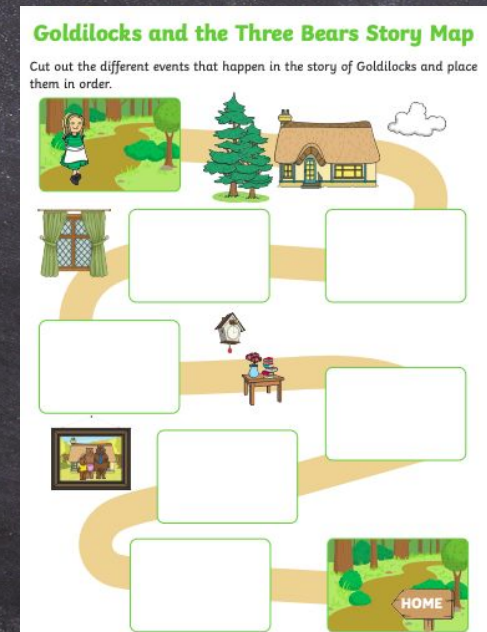 Goldilocks and the Three Bears Story Map
Cut out the different events that happen in the story of Goldilocks and place
them in order.
HOME